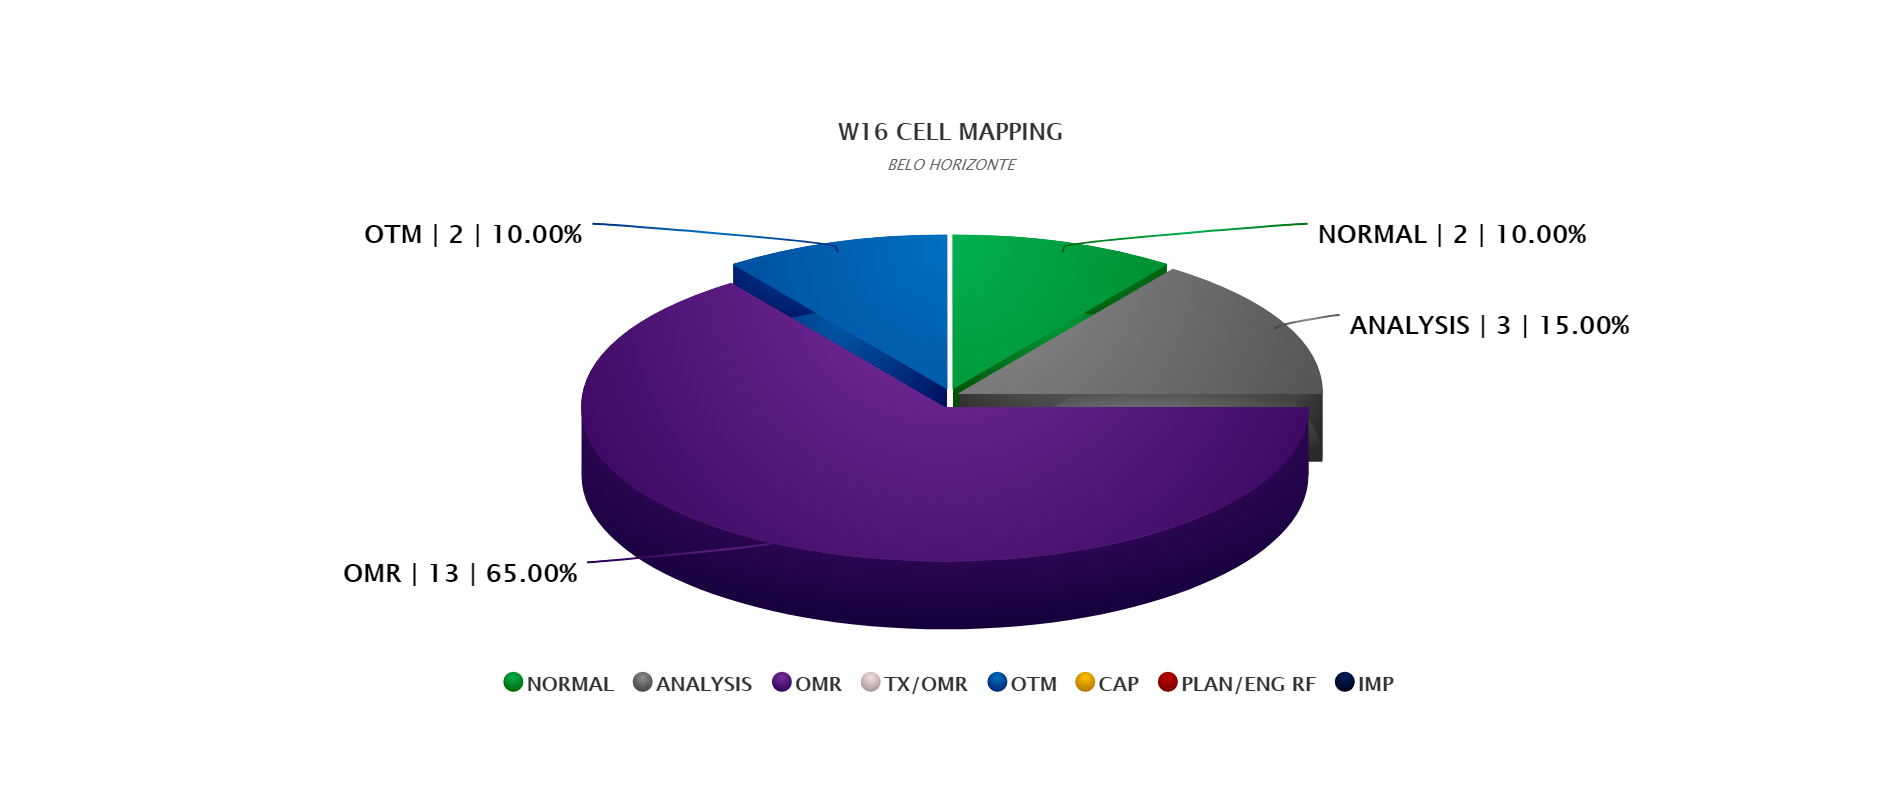 W16 CELL MAPPING
BELO HORIZONTE
OTM | 2 | 10.00%
NORMAL | 2 | 10.00%
ANALYSIS | 3 | 15.00%
OMR | 13 | 65.00%
NORMAL ANALYSIS OMR TX/OMR OTM CAP PLAN/ENG RF IMP